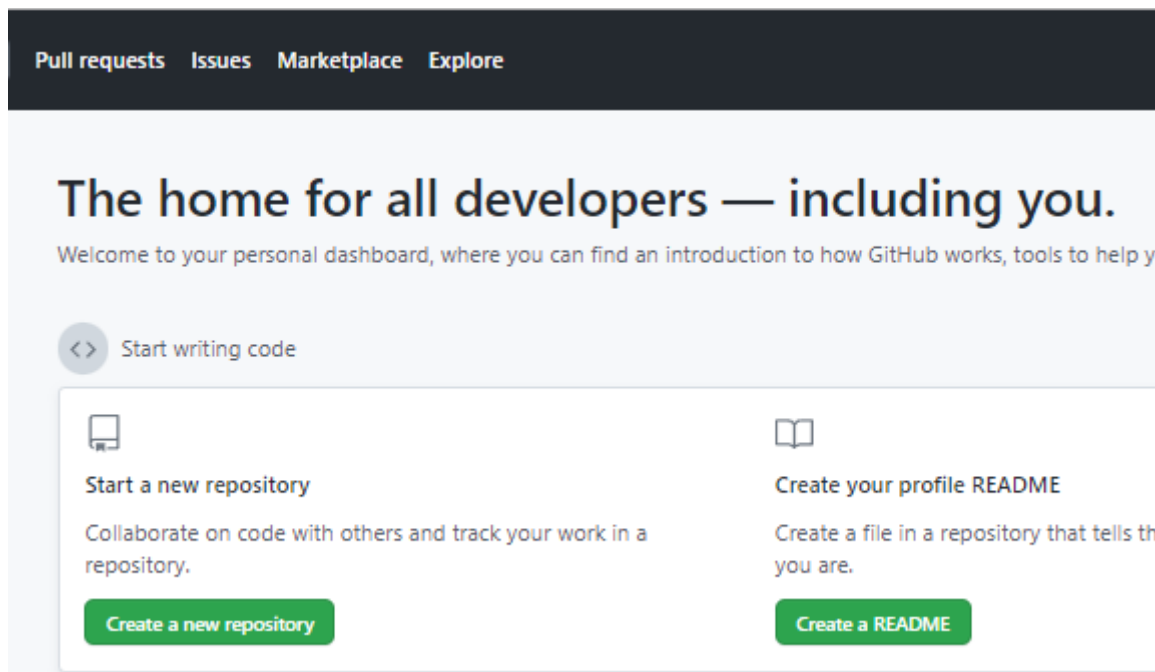 Pull requests Issues Marketplace Explore
The home for all developers — including you.
Welcome to your personal dashboard, where you can find an introduction to how GitHub works, tools to help
Start writing code
Start a new repository
Collaborate on code with others and track your work in a
repository.
Create a new repository
Create your profile README
Create a file in a repository that tells
you are.
Create a README